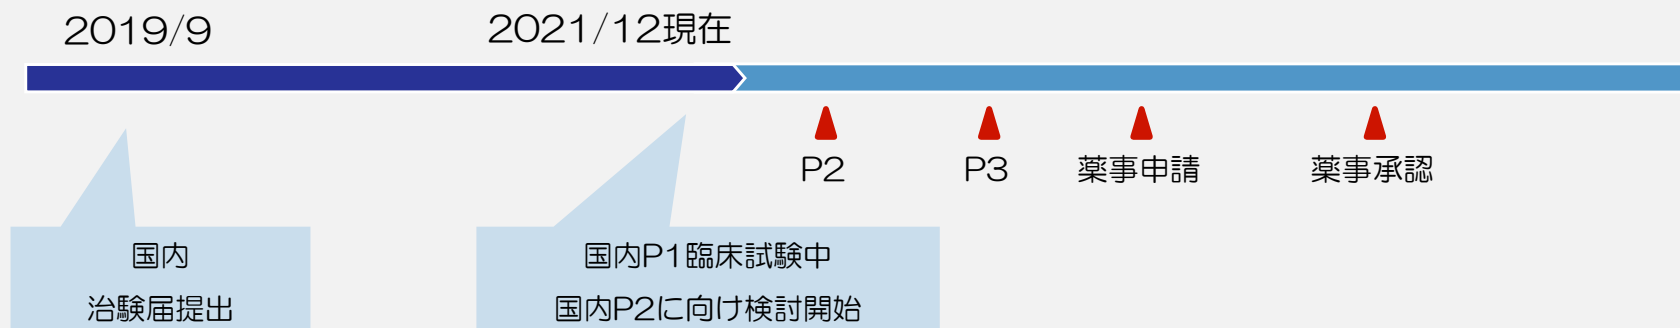 2019/9
2021/12現在
P2
P3
薬事申請
薬事承認
国内
治験届提出
国内P1臨床試験中
国内P2に向け検討開始